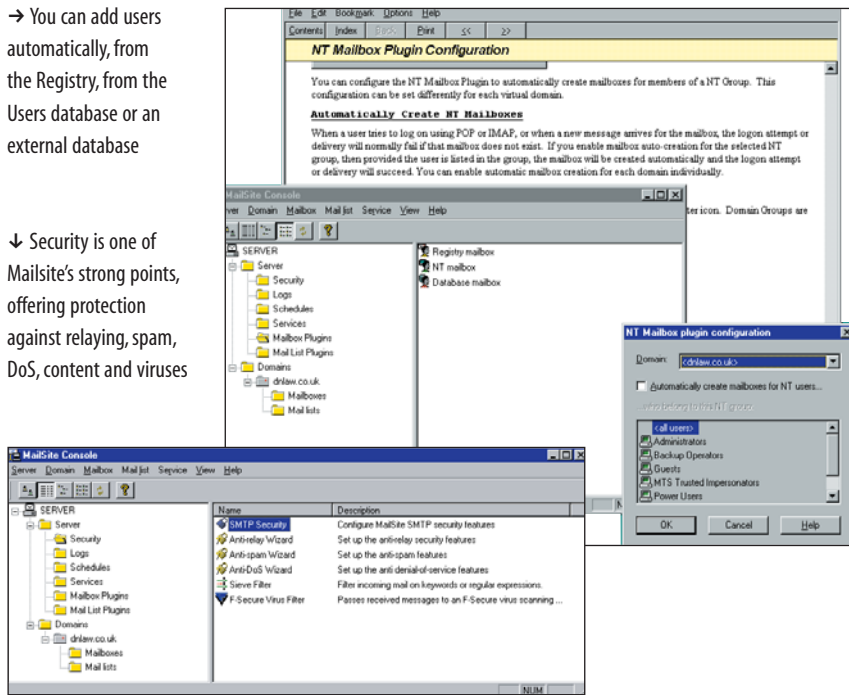 → You can add users
automatically, from
the Registry, from the
Users database or an
external database
↓ Security is one of
Mailsite's strong points,
offering protection
against relaying, spam,
DoS, content and viruses
File Edit Bookmark Options Help
Contents Index Back Print << >>
NT Mailbox Plugin Configuration
You can configure the NT Mailbox Plugin to automatically create mailboxes for members of a NT Group. This
configuration can be set differently for each virtual domain.
Automatically Create NT Mailboxes
When a user tries to log on using POP or IMAP, or when a new message arrives for the mailbox, the logon attempt or
delivery will normally fail if that mailbox does not exist. If you enable mailbox auto-creation for the selected NT
group, then provided the user is listed in the group, the mailbox will be created automatically and the logon attempt
or delivery will succeed. You can enable automatic mailbox creation for each domain individually.
ter icon. Domain Groups are
MailSite Console
ver Domain Mailbox Mail list Service View Help
SERVER
Server
Security
Logs
Schedules
Services
Mailbox Plugins
Mail List Plugins
Domains
dnlaw.co.uk
Mailboxes
Mail lists
Registry mailbox
NT mailbox
Database mailbox
NT Mailbox plugin configuration
Domain: <dnlaw.co.uk>
Automatically create mailboxes for NT users...
...who belong to this NT group:
<all users>
Administrators
Backup Operators
Guests
MTS Trusted Impersonators
Power Users
OK Cancel Help
MailSite Console
Server Domain Mailbox Mail list Service View Help
SERVER
Server
Security
Logs
Schedules
Services
Mailbox Plugins
Mail List Plugins
Domains
dnlaw.co.uk
Mailboxes
Mail lists
Name Description
SMTP Security Configure MailSite SMTP security features
Anti-relay Wizard Set up the anti-relay security features
Anti-spam Wizard Set up the anti-spam features
Anti-DoS Wizard Set up the anti denial-of-service features
Sieve Filter Filter incoming mail on keywords or regular expressions.
F-Secure Virus Filter Passes received messages to an F-Secure virus scanning ...
NUM